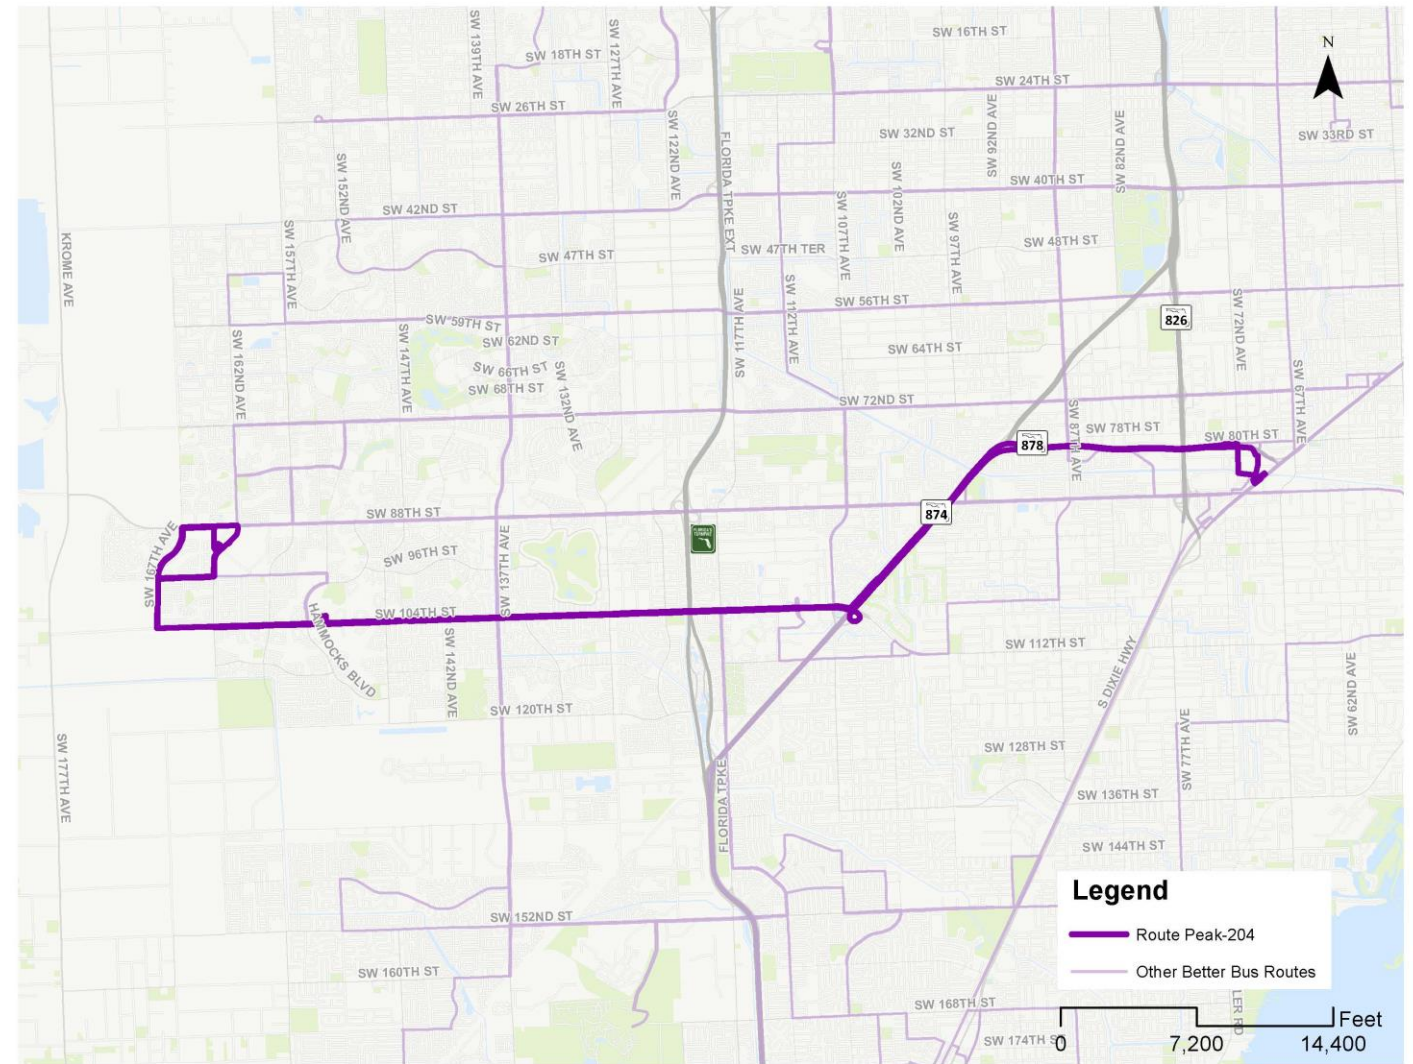 SW 16TH ST
SW 139TH AVE
SW 127TH AVE
SW 18TH ST
N
SW 24TH ST
SW 26TH ST
SW 122ND AVE
FLORIDA TPKE EXT
SW 32ND ST
SW 92ND AVE
SW 82ND AVE
SW 33RD ST
SW 152ND AVE
SW 40TH ST
SW 42ND ST
SW 107TH AVE
SW 102ND AVE
SW 97TH AVE
KROME AVE
SW 157TH AVE
SW 47TH ST
SW 47TH TER
SW 48TH ST
SW 117TH AVE
SW 112TH AVE
SW 56TH ST
SW 72ND AVE
SW 59TH ST
826
SW 162ND AVE
SW 147TH AVE
SW 62ND ST
SW 64TH ST
SW 66TH ST
SW 68TH ST
SW 132ND AVE
SW 67TH AVE
SW 72ND ST
SW 87TH AVE
SW 78TH ST
SW 80TH ST
878
SW 88TH ST
874
FLORIDA'S
TURNPIKE
SW 167TH AVE
SW 96TH ST
SW 137TH AVE
SW 104TH ST
HAMMOCKS BLVD
SW 142ND AVE
SW 112TH ST
S DIXIE HWY
SW 62ND AVE
SW 120TH ST
SW 77TH AVE
SW 177TH AVE
SW 128TH ST
FLORIDA TPKE
SW 136TH ST
SW 144TH ST
Legend
SW 152ND ST
Route Peak-204
SW 160TH ST
Other Better Bus Routes
SW 168TH ST
LER RD
SW 174TH ST
Feet
0 7,200 14,400